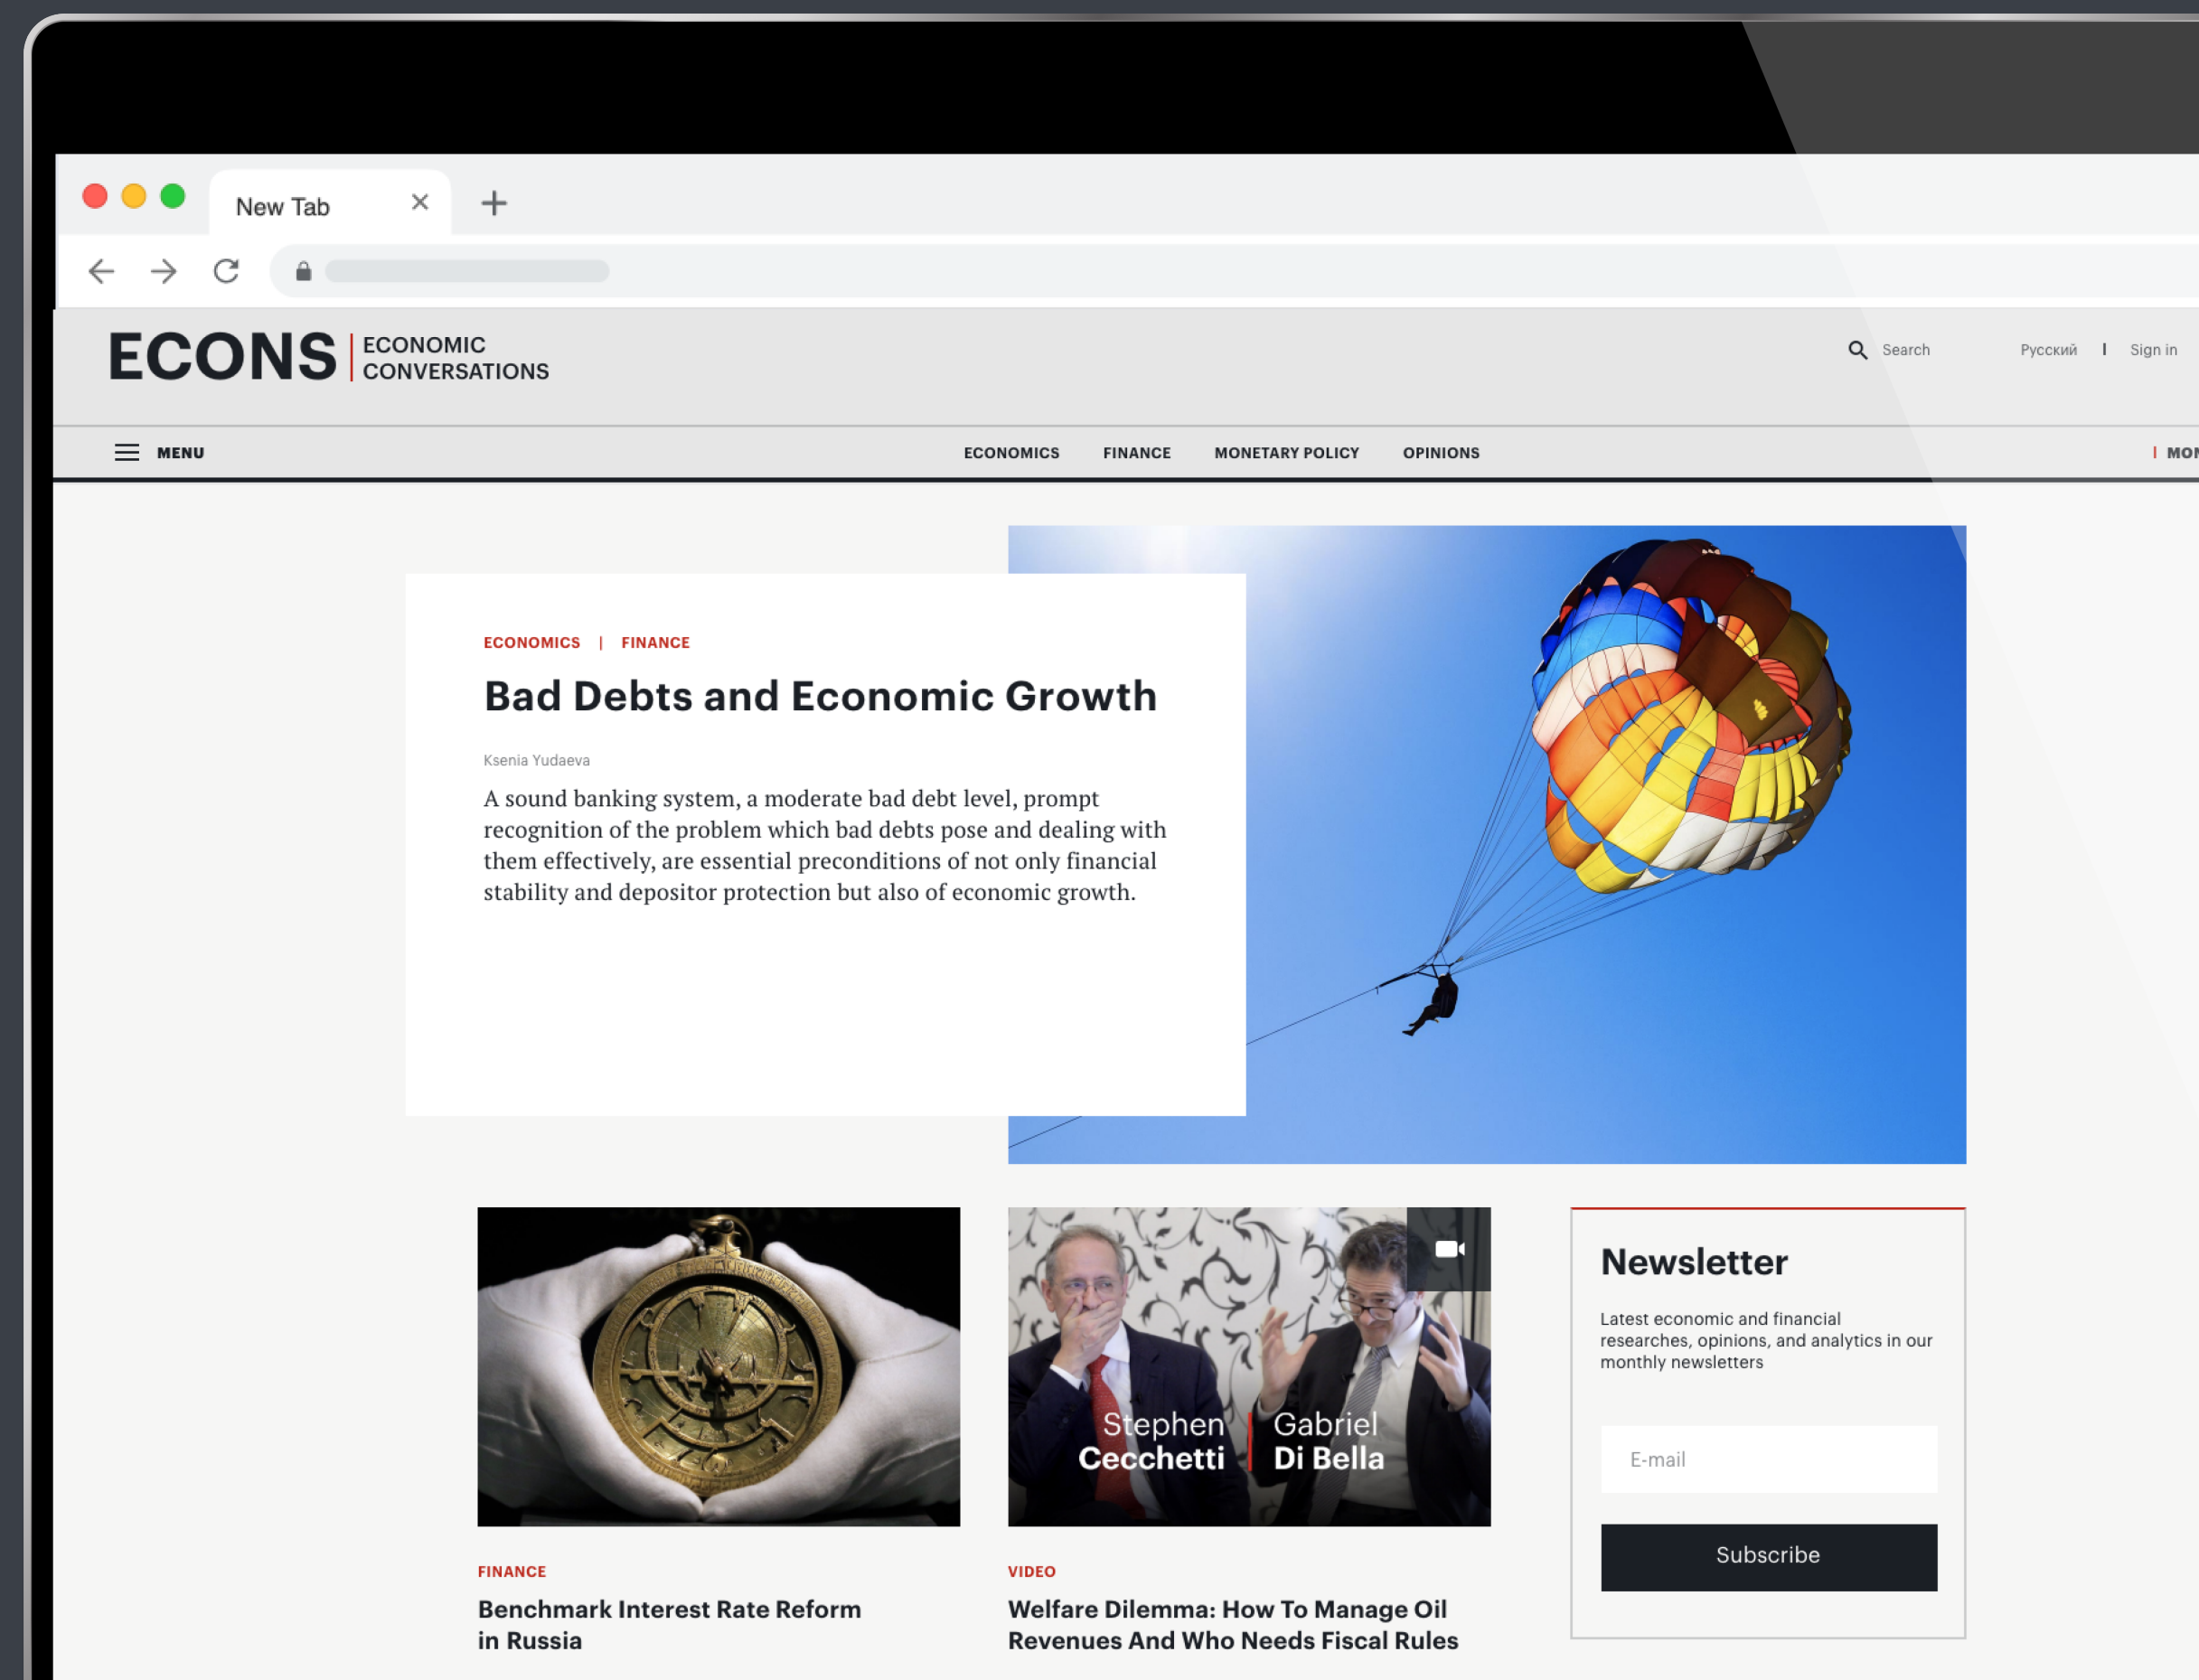 New Tab
ECONS
ECONOMIC
CONVERSATIONS
Search
Русский
Sign in
MENU
ECONOMICS
FINANCE
MONETARY POLICY
OPINIONS
ECONOMICS | FINANCE
Bad Debts and Economic Growth
Ksenia Yudaeva
A sound banking system, a moderate bad debt level, prompt
recognition of the problem which bad debts pose and dealing with
them effectively, are essential preconditions of not only financial
stability and depositor protection but also of economic growth.
Stephen
Cecchetti
Gabriel
Di Bella
FINANCE
Benchmark Interest Rate Reform
in Russia
VIDEO
Welfare Dilemma: How To Manage Oil
Revenues And Who Needs Fiscal Rules
Newsletter
Latest economic and financial
researches, opinions, and analytics in our
monthly newsletters
E-mail
Subscribe